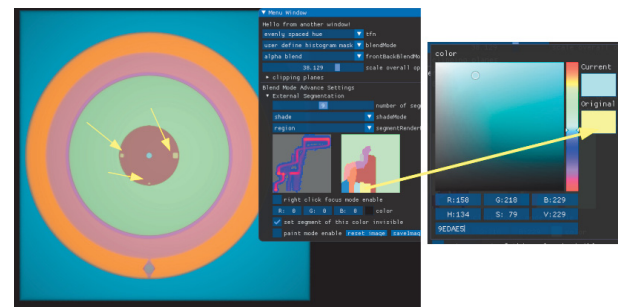 ▼ Menu Window
Hello from another window!
evenly spaced hue ▼ tfn
user define histogram mask ▼ blendMode
alpha blend ▼ frontBackBlendMo
38.129 scale overall op
▸ clipping planes
Blend Mode Advance Settings
▼ External Segmentation
number of seg
shade ▼ shadeMode
region ▼ segmentRender
right click focus mode enable
R: 0 G: 0 B: 0 color
set segment of this color invisible
paint mode enable reset image saveImag
color
Current
Original
R:158 G:218 B:229
H:134 S: 79 V:229
9EDAE5